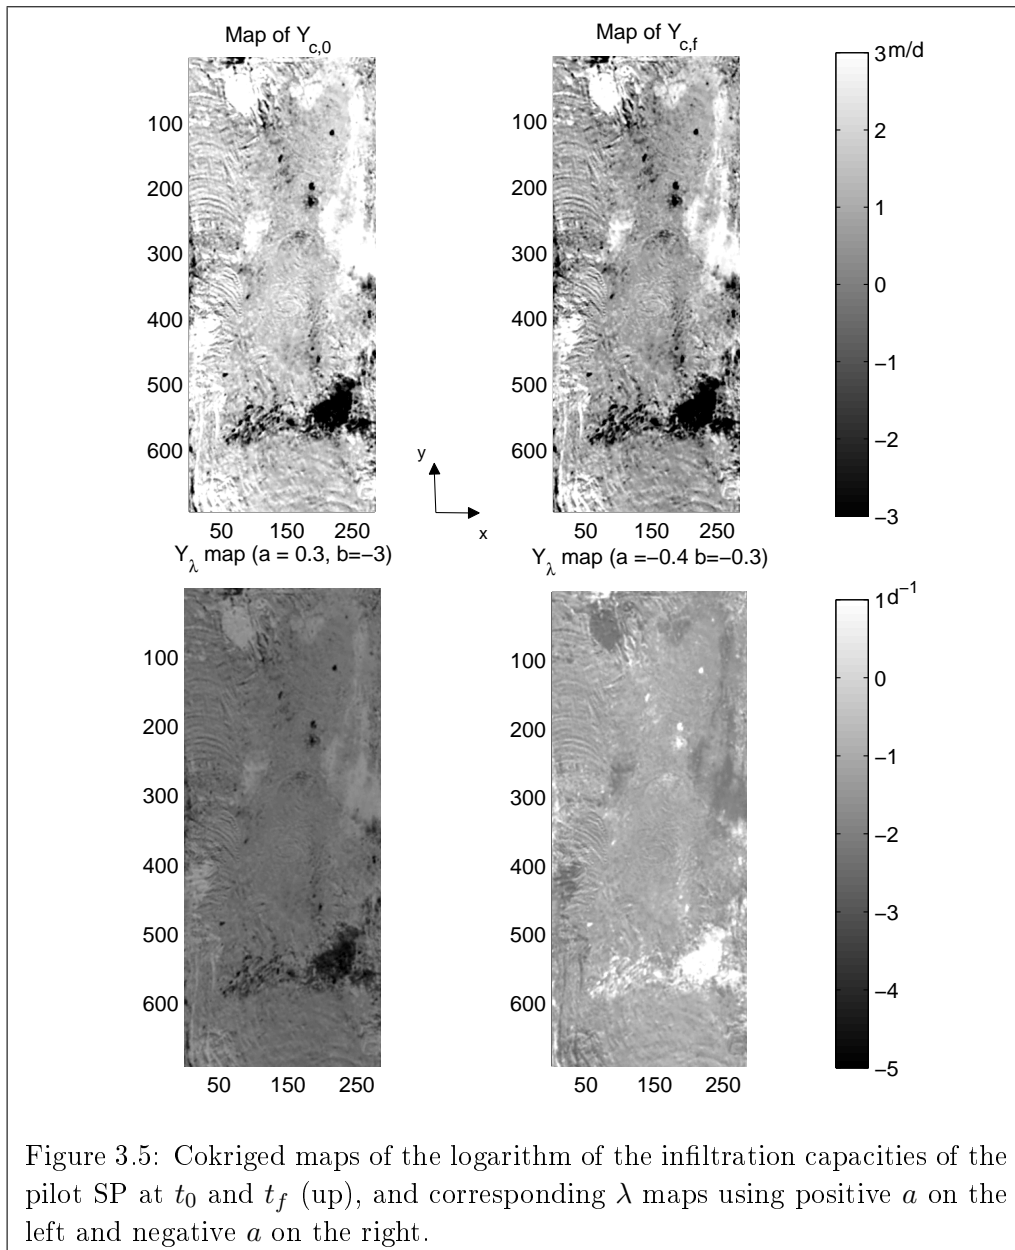 Map of Y_c,0
Map of Y_c,f
100
200
300
400
500
600
50 150 250
100
200
300
400
500
600
50 150 250
3 m/d
2
1
0
−1
−2
−3
y
x
Y_λ map (a = 0.3, b=−3)
Y_λ map (a =−0.4 b=−0.3)
100
200
300
400
500
600
50 150 250
100
200
300
400
500
600
50 150 250
1 d⁻¹
0
−1
−2
−3
−4
−5
Figure 3.5: Cokriged maps of the logarithm of the infiltration capacities of the
pilot SP at t₀ and t_f (up), and corresponding λ maps using positive a on the
left and negative a on the right.